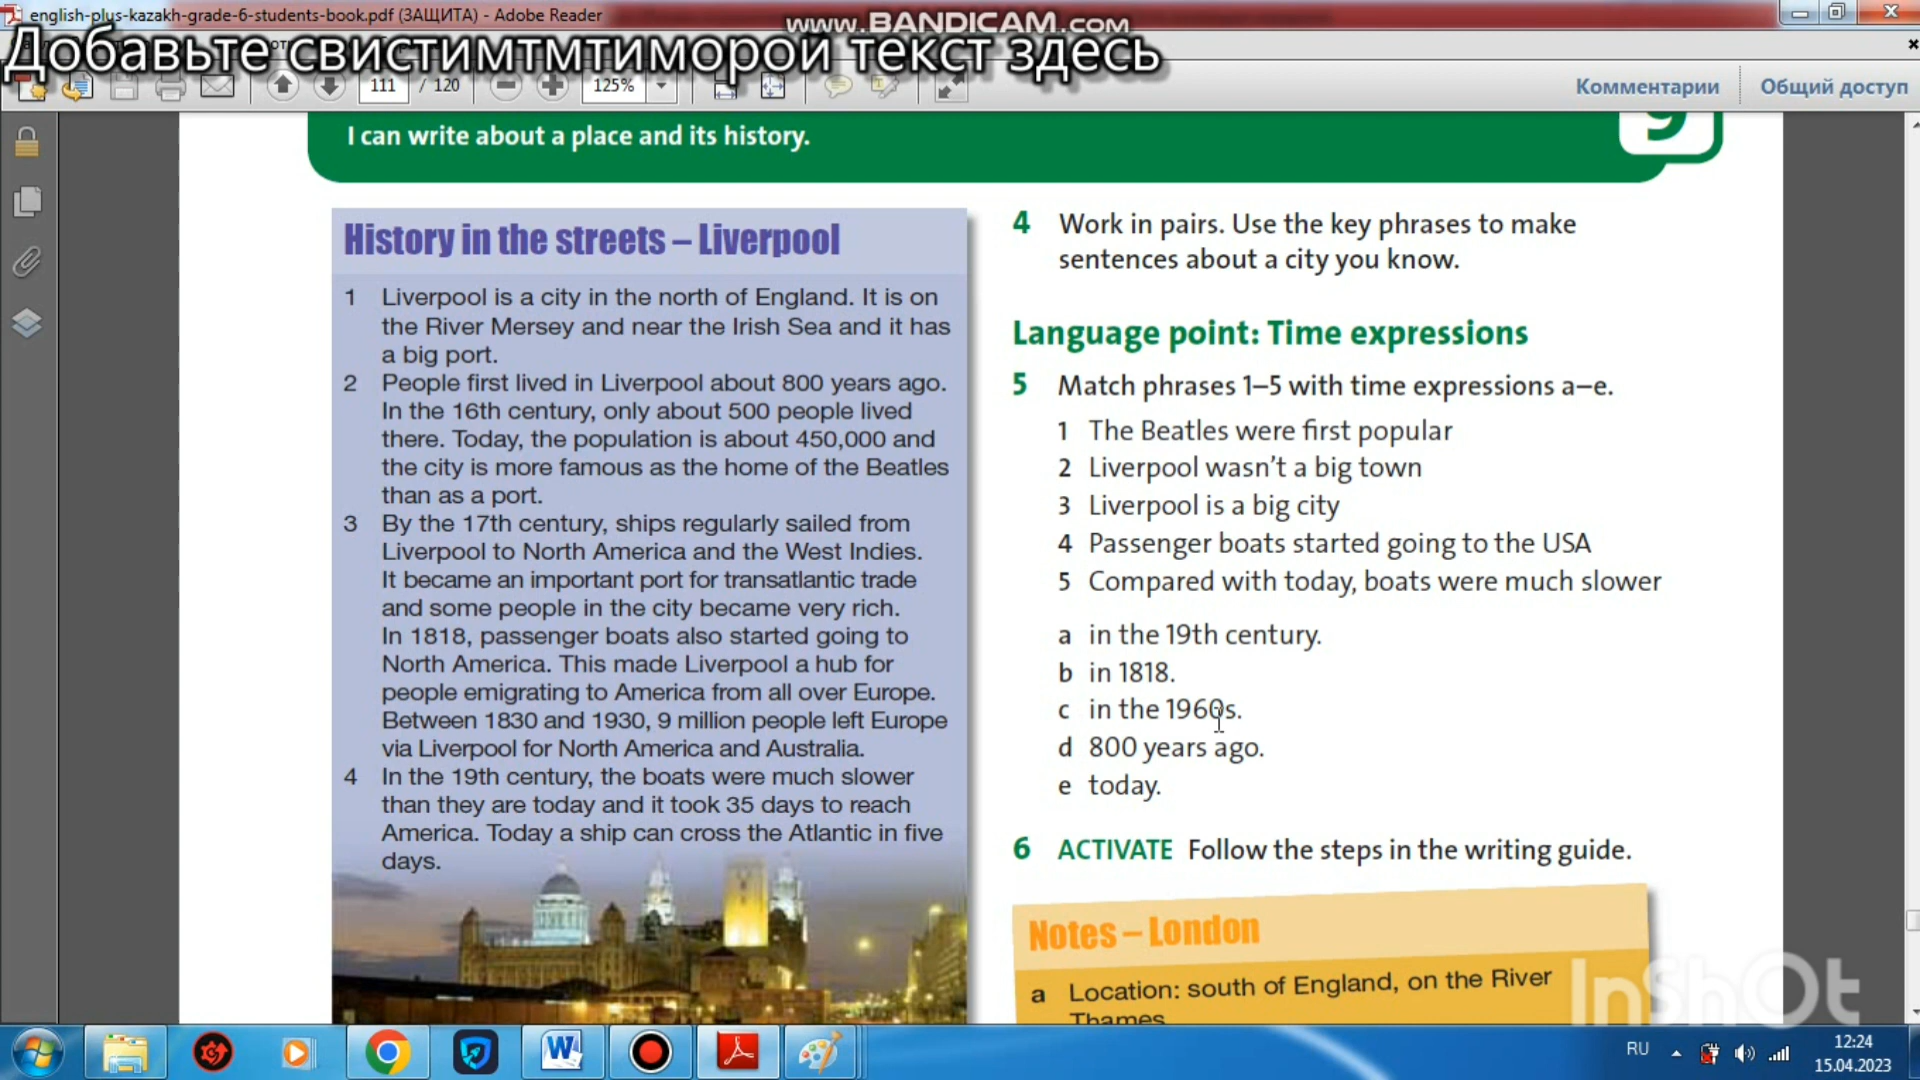 english-plus-kazakh-grade-6-students-book.pdf (ЗАЩИТА) - Adobe Reader
www.BANDICAM.com
Добавьте свистимтмтиморой текст здесь
111 / 120
125%
Комментарии
Общий доступ
I can write about a place and its history.
9
History in the streets – Liverpool
1 Liverpool is a city in the north of England. It is on
the River Mersey and near the Irish Sea and it has
a big port.
2 People first lived in Liverpool about 800 years ago.
In the 16th century, only about 500 people lived
there. Today, the population is about 450,000 and
the city is more famous as the home of the Beatles
than as a port.
3 By the 17th century, ships regularly sailed from
Liverpool to North America and the West Indies.
It became an important port for transatlantic trade
and some people in the city became very rich.
In 1818, passenger boats also started going to
North America. This made Liverpool a hub for
people emigrating to America from all over Europe.
Between 1830 and 1930, 9 million people left Europe
via Liverpool for North America and Australia.
4 In the 19th century, the boats were much slower
than they are today and it took 35 days to reach
America. Today a ship can cross the Atlantic in five
days.
4 Work in pairs. Use the key phrases to make
sentences about a city you know.
Language point: Time expressions
5 Match phrases 1–5 with time expressions a–e.
1 The Beatles were first popular
2 Liverpool wasn't a big town
3 Liverpool is a big city
4 Passenger boats started going to the USA
5 Compared with today, boats were much slower
a in the 19th century.
b in 1818.
c in the 1960s.
d 800 years ago.
e today.
6 ACTIVATE Follow the steps in the writing guide.
Notes – London
a Location: south of England, on the River
Thames
InShOt
RU
12:24
15.04.2023